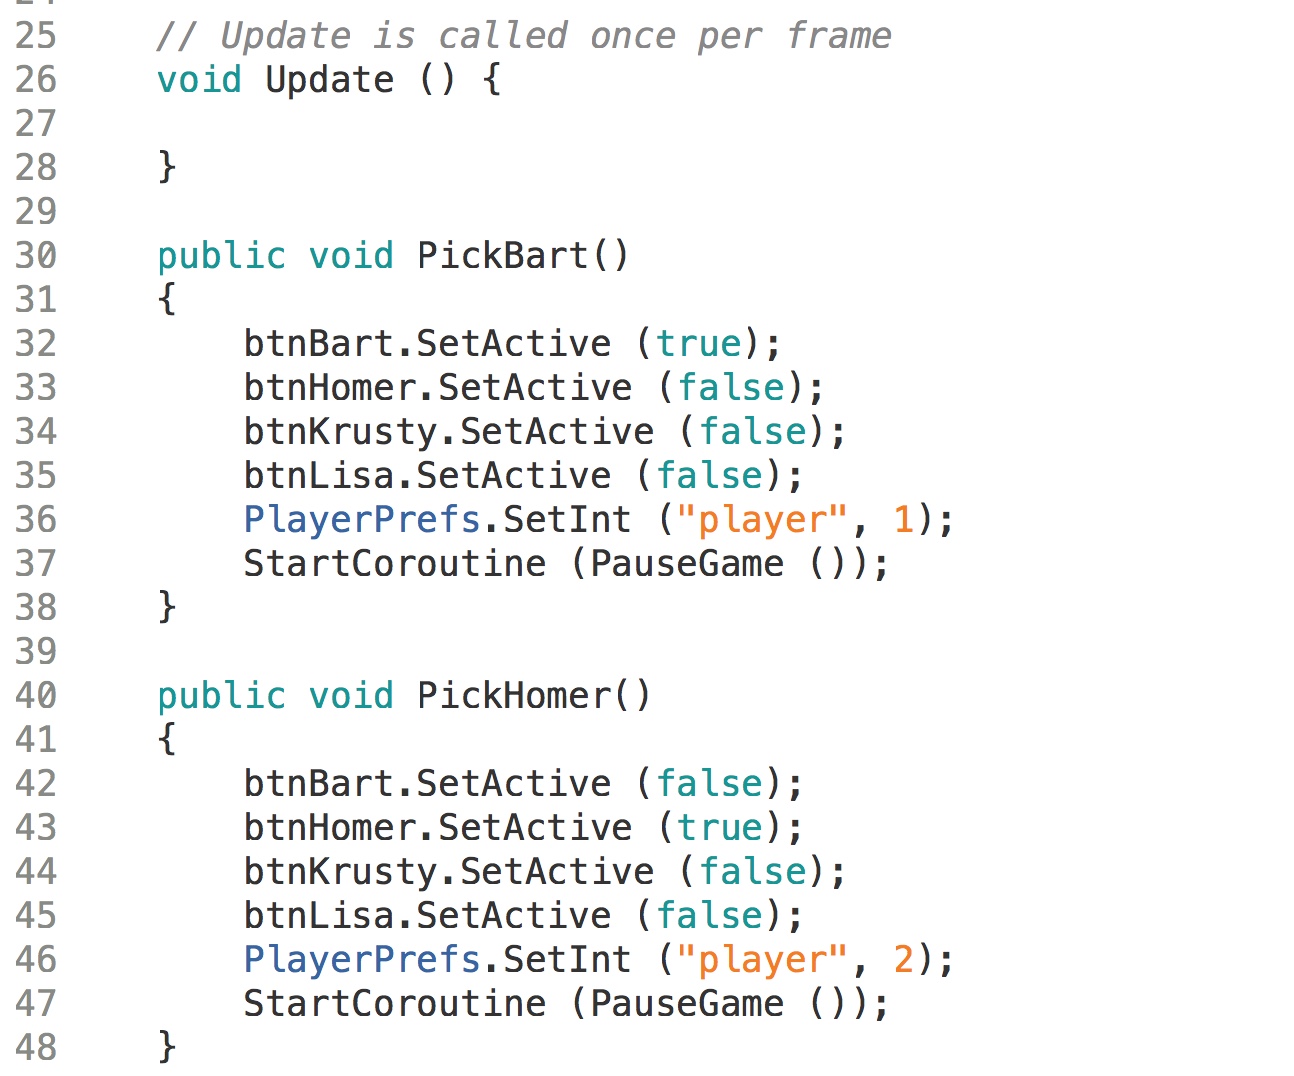 25 // Update is called once per frame
26 void Update () {
27
28 }
29
30 public void PickBart()
31 {
32 btnBart.SetActive (true);
33 btnHomer.SetActive (false);
34 btnKrusty.SetActive (false);
35 btnLisa.SetActive (false);
36 PlayerPrefs.SetInt ("player", 1);
37 StartCoroutine (PauseGame ());
38 }
39
40 public void PickHomer()
41 {
42 btnBart.SetActive (false);
43 btnHomer.SetActive (true);
44 btnKrusty.SetActive (false);
45 btnLisa.SetActive (false);
46 PlayerPrefs.SetInt ("player", 2);
47 StartCoroutine (PauseGame ());
48 }